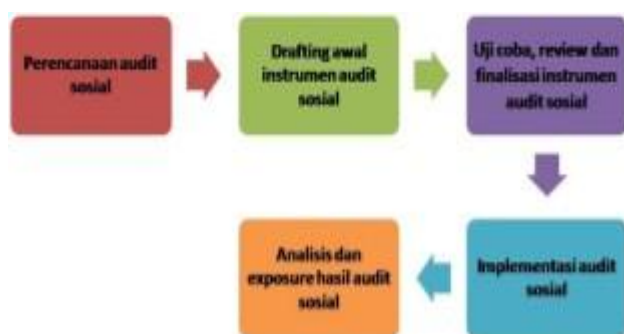 Perencanaan audit
sosial
Drafting awal
instrumen audit
sosial
Uji coba, review dan
finalisasi instrumen
audit sosial
Implementasi audit
sosial
Analisis dan
exposure hasil audit
sosial